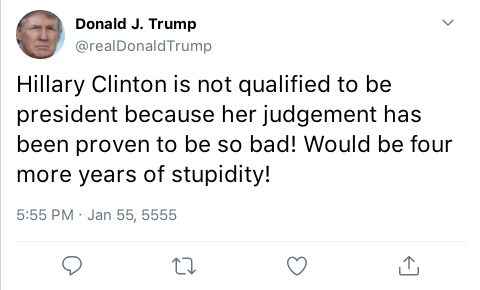 Donald J. Trump
@realDonaldTrump
Hillary Clinton is not qualified to be
president because her judgement has
been proven to be so bad! Would be four
more years of stupidity!
5:55 PM · Jan 55, 5555